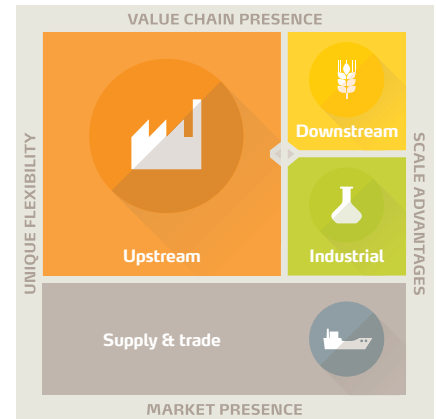 VALUE CHAIN PRESENCE
UNIQUE FLEXIBILITY
Upstream
Downstream
Industrial
SCALE ADVANTAGES
Supply & trade
MARKET PRESENCE